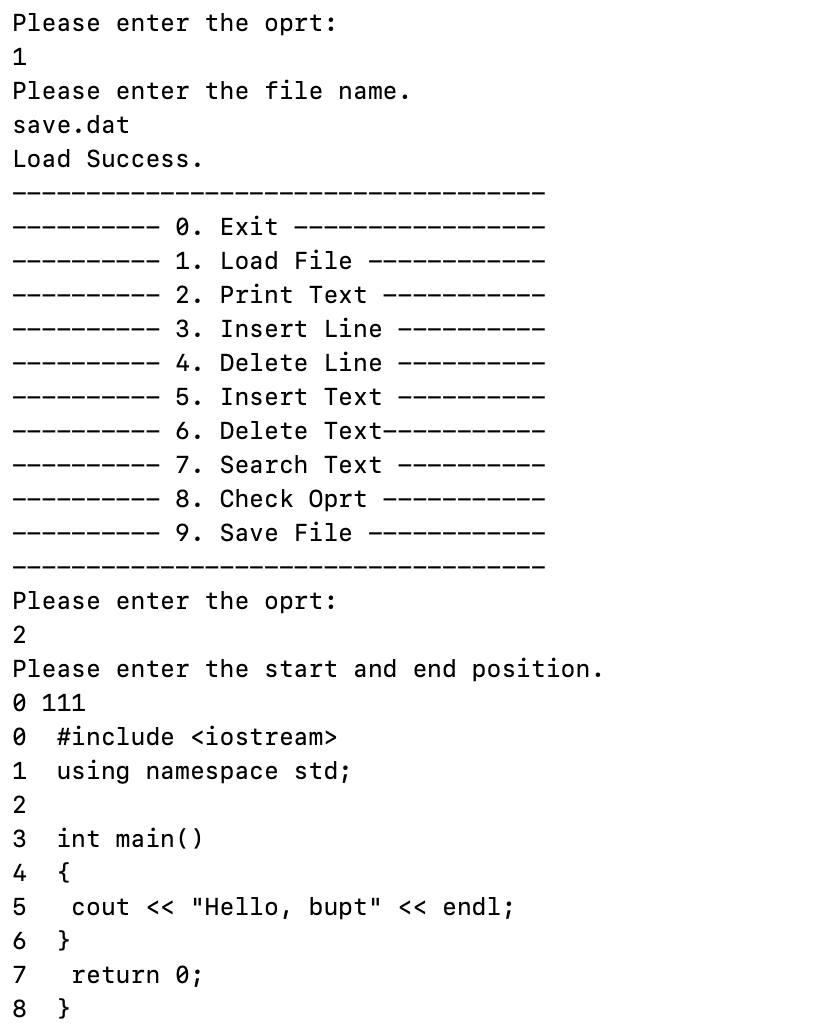 Please enter the oprt:
1
Please enter the file name.
save.dat
Load Success.
------------------------------------
---------- 0. Exit -----------------
---------- 1. Load File ------------
---------- 2. Print Text -----------
---------- 3. Insert Line ----------
---------- 4. Delete Line ----------
---------- 5. Insert Text ----------
---------- 6. Delete Text-----------
---------- 7. Search Text ----------
---------- 8. Check Oprt -----------
---------- 9. Save File ------------
------------------------------------
Please enter the oprt:
2
Please enter the start and end position.
0 111
0  #include <iostream>
1  using namespace std;
2
3  int main()
4  {
5   cout << "Hello, bupt" << endl;
6  }
7   return 0;
8  }